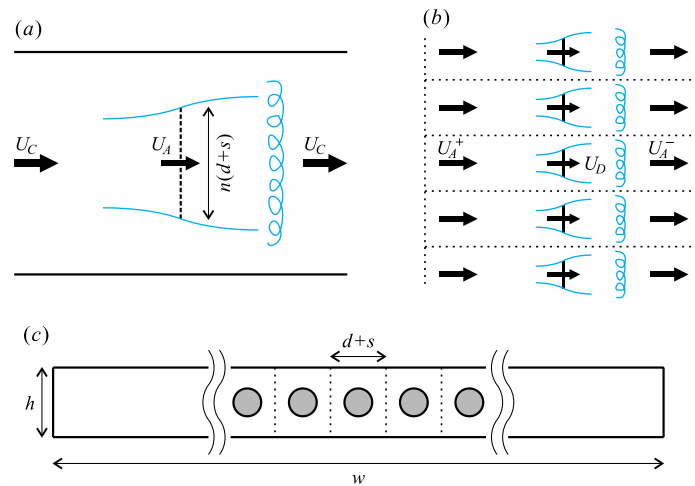 (a)
U_C
U_A
n(d+s)
U_C
(b)
U_A^+
U_D
U_A^-
(c)
d+s
h
w